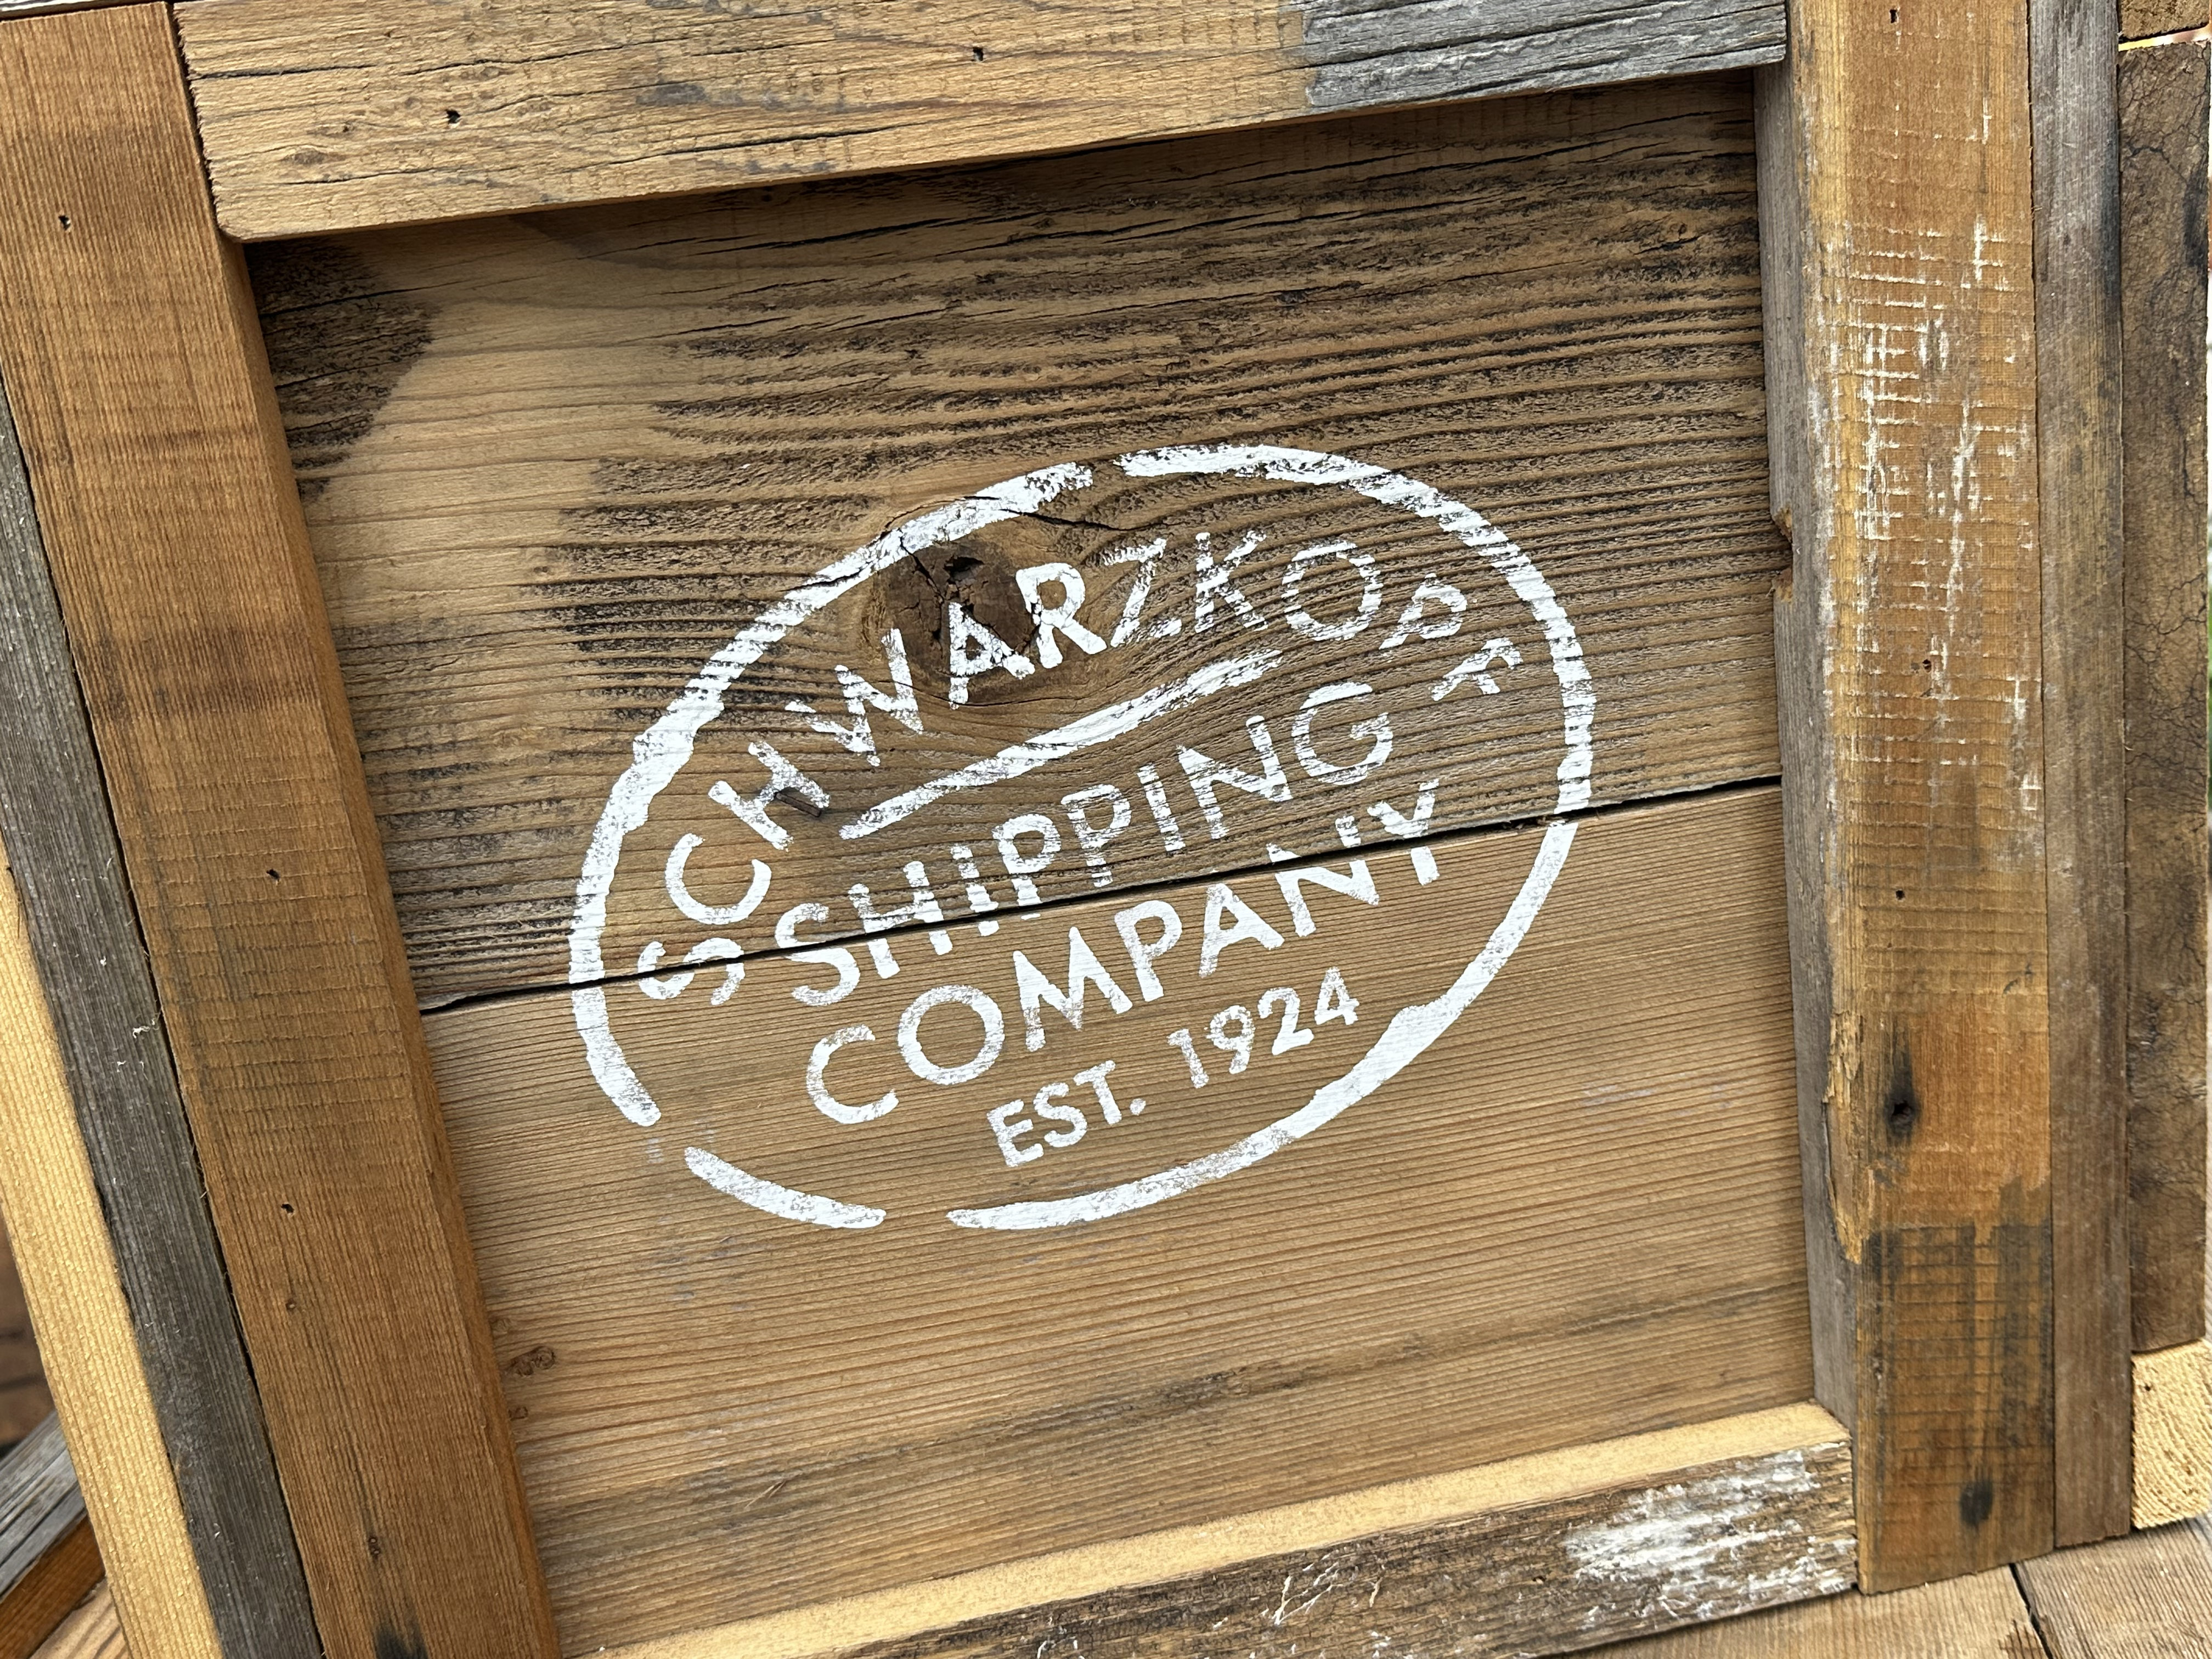 SCHWARZKOPF
SHIPPING
COMPANY
EST. 1924